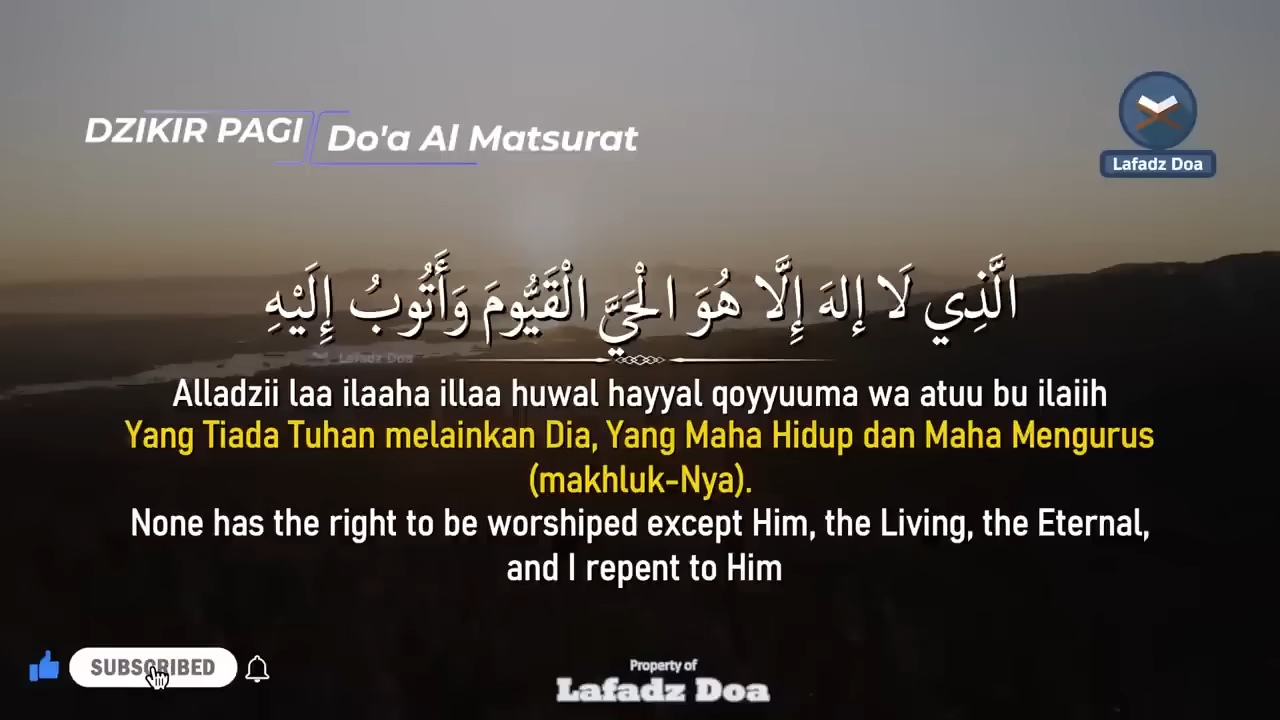 DZIKIR PAGI
Do'a Al Matsurat
Lafadz Doa
الَّذِي لَا إلهَ إِلَّا هُوَ الْحَيَّ الْقَيُّومَ وَأَتُوبُ إِلَيْهِ
Lafadz Doa
Alladzii laa ilaaha illaa huwal hayyal qoyyuuma wa atuu bu ilaiih
Yang Tiada Tuhan melainkan Dia, Yang Maha Hidup dan Maha Mengurus
(makhluk-Nya).
None has the right to be worshiped except Him, the Living, the Eternal,
and I repent to Him
SUBSCRIBED
Property of
Lafadz Doa